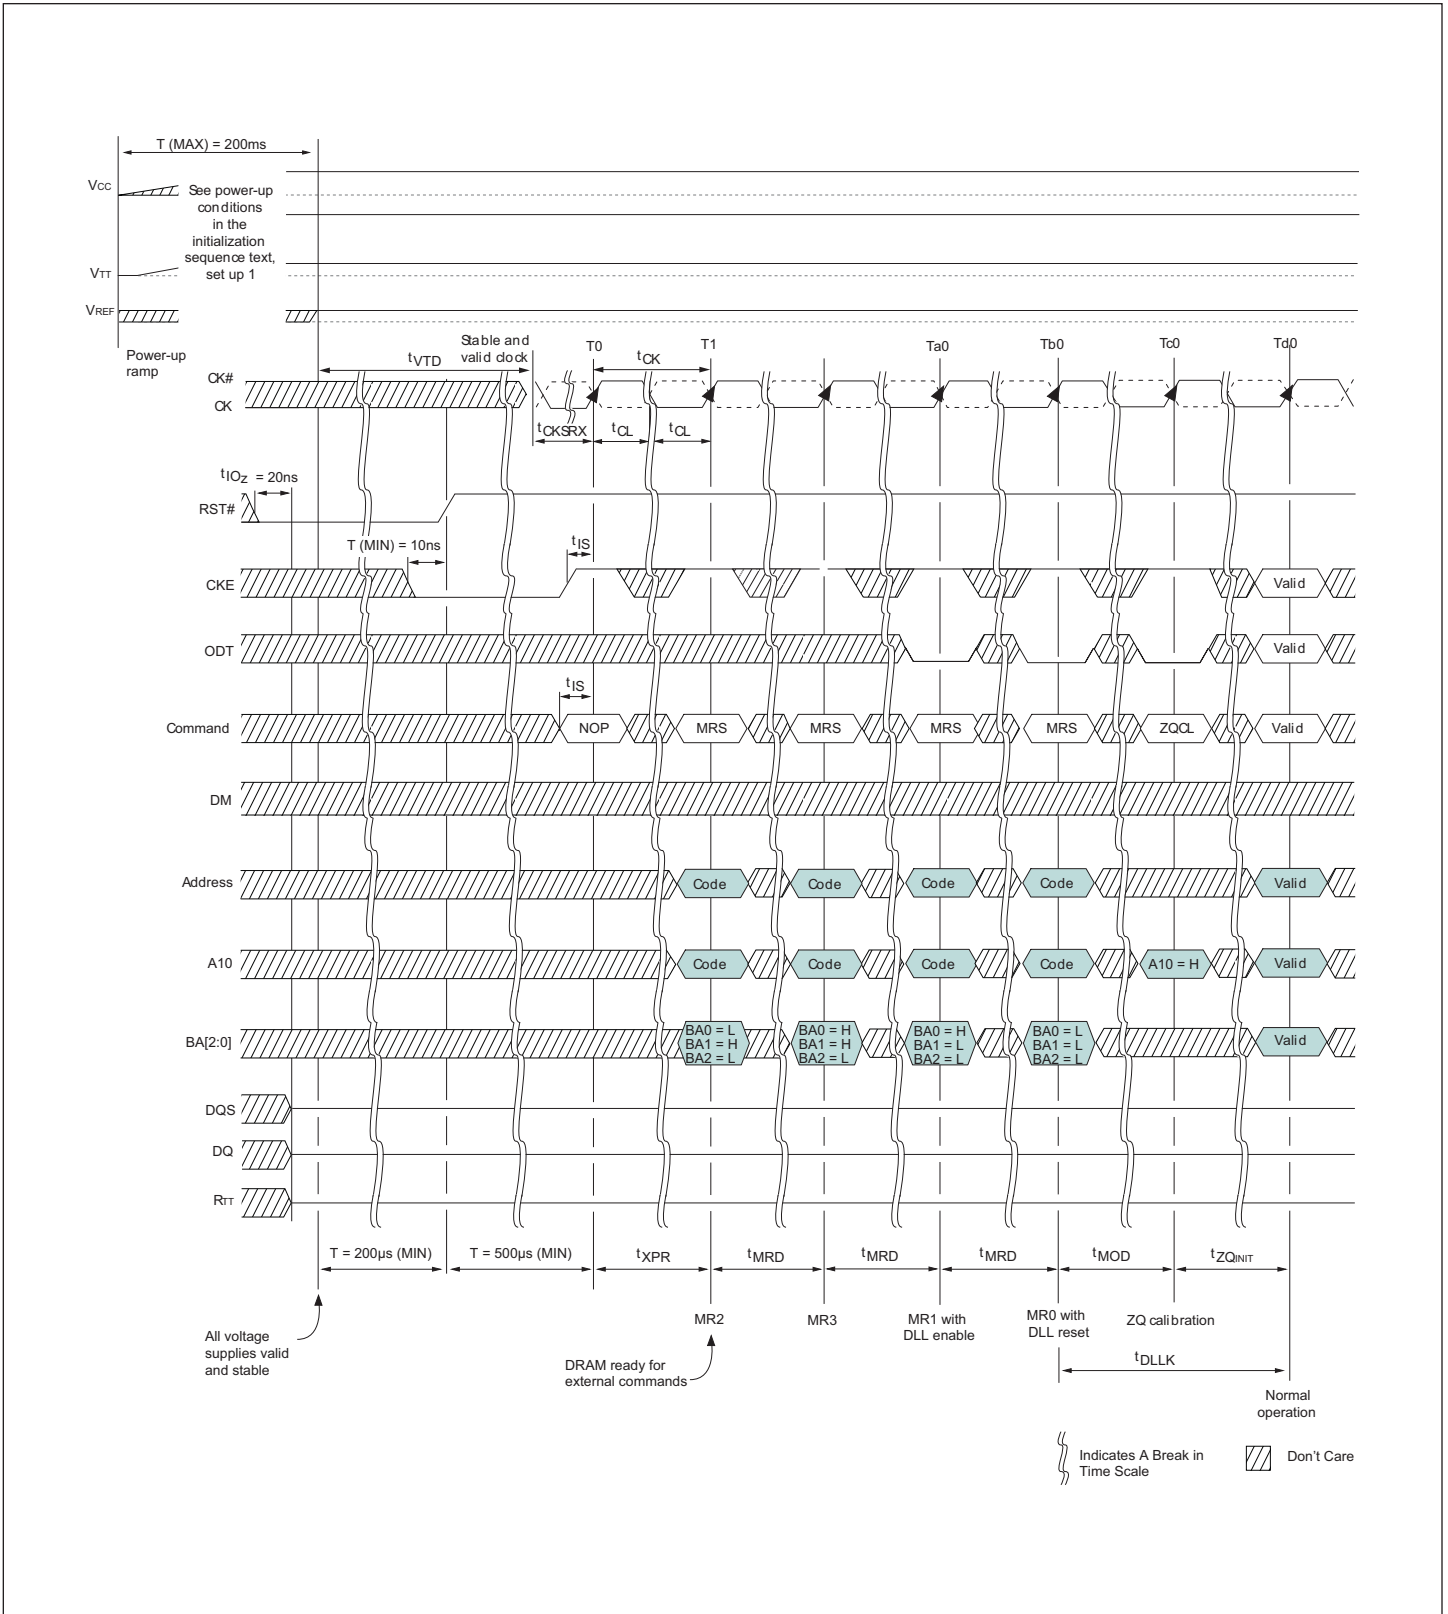 T (MAX) = 200ms
VCC
See power-up
conditions
in the
initialization
sequence text,
set up 1
VTT
VREF
Power-up
ramp
tVTD
Stable and
valid clock
T0
tCK
T1
Ta0
Tb0
Tc0
Td0
CK#
CK
tCKSRX
tCL
tCL
tIOz = 20ns
RST#
T (MIN) = 10ns
tIS
CKE
Valid
ODT
Valid
tIS
Command
NOP
MRS
MRS
MRS
MRS
ZQCL
Valid
DM
Address
Code
Code
Code
Code
Valid
A10
Code
Code
Code
Code
A10 = H
Valid
BA[2:0]
BA0 = L
BA1 = H
BA2 = L
BA0 = H
BA1 = H
BA2 = L
BA0 = H
BA1 = L
BA2 = L
BA0 = L
BA1 = L
BA2 = L
Valid
DQS
DQ
RTT
T = 200µs (MIN)
T = 500µs (MIN)
tXPR
tMRD
tMRD
tMRD
tMOD
tZQINIT
All voltage
supplies valid
and stable
MR2
DRAM ready for
external commands
MR3
MR1 with
DLL enable
MR0 with
DLL reset
ZQ calibration
tDLLK
Normal
operation
Indicates A Break in
Time Scale
Don't Care